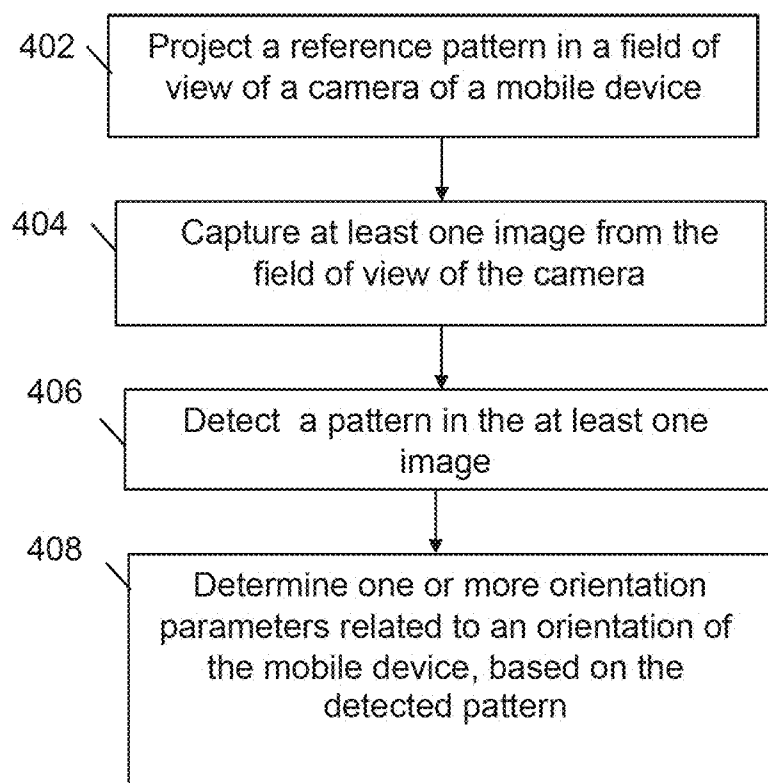 402
Project a reference pattern in a field of
view of a camera of a mobile device
404
Capture at least one image from the
field of view of the camera
406
Detect a pattern in the at least one
image
408
Determine one or more orientation
parameters related to an orientation of
the mobile device, based on the
detected pattern